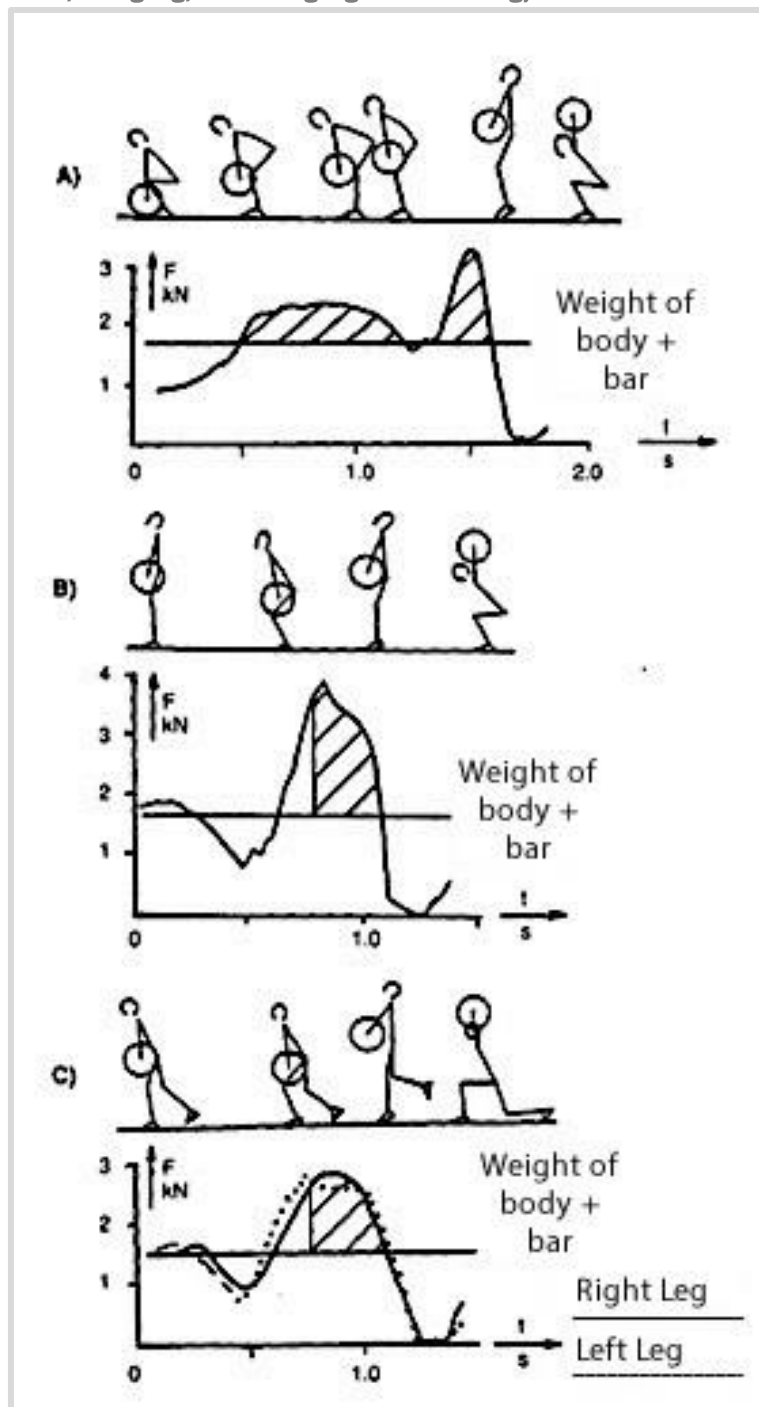 A)
3
F
kN
2
1
Weight of
body +
bar
t
s
0
1.0
2.0
B)
4
F
kN
3
2
1
Weight of
body +
bar
t
s
0
1.0
C)
3
F
kN
2
1
Weight of
body +
bar
Right Leg
t
s
Left Leg
0
1.0